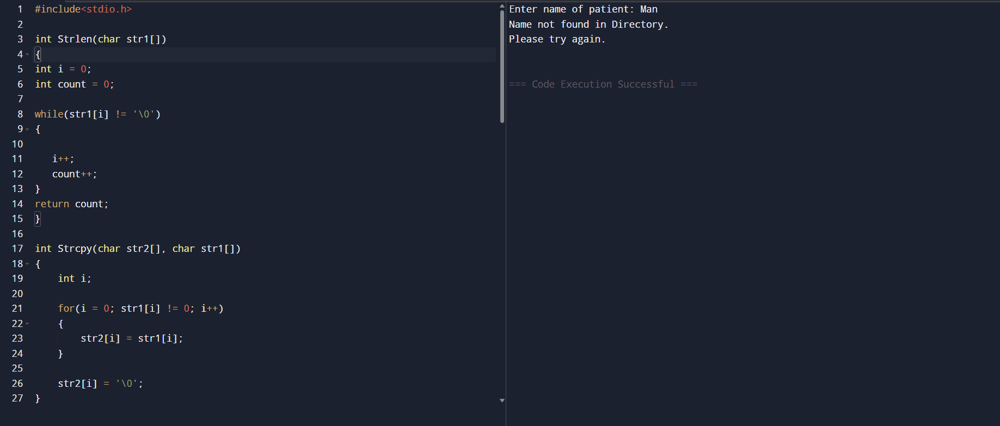 1 #include<stdio.h>
2
3 int Strlen(char str1[])
4 {
5 int i = 0;
6 int count = 0;
7
8 while(str1[i] != '\0')
9 {
10
11    i++;
12    count++;
13 }
14 return count;
15 }
16
17 int Strcpy(char str2[], char str1[])
18 {
19     int i;
20
21     for(i = 0; str1[i] != 0; i++)
22     {
23         str2[i] = str1[i];
24     }
25
26     str2[i] = '\0';
27 }
Enter name of patient: Man
Name not found in Directory.
Please try again.
=== Code Execution Successful ===